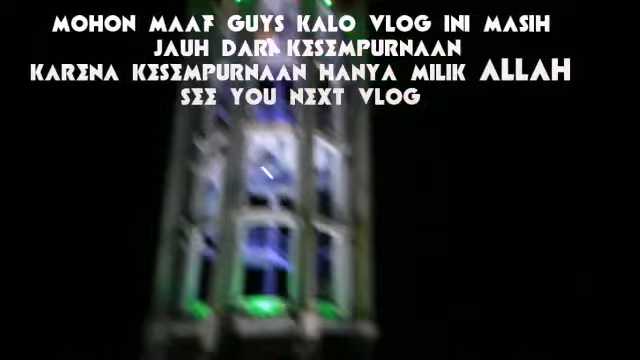 MOHON MAAF GUYS KALO VLOG INI MASIH
JAUH DARI KESEMPURNAAN
KARENA KESEMPURNAAN HANYA MILIK ALLAH
SEE YOU NEXT VLOG